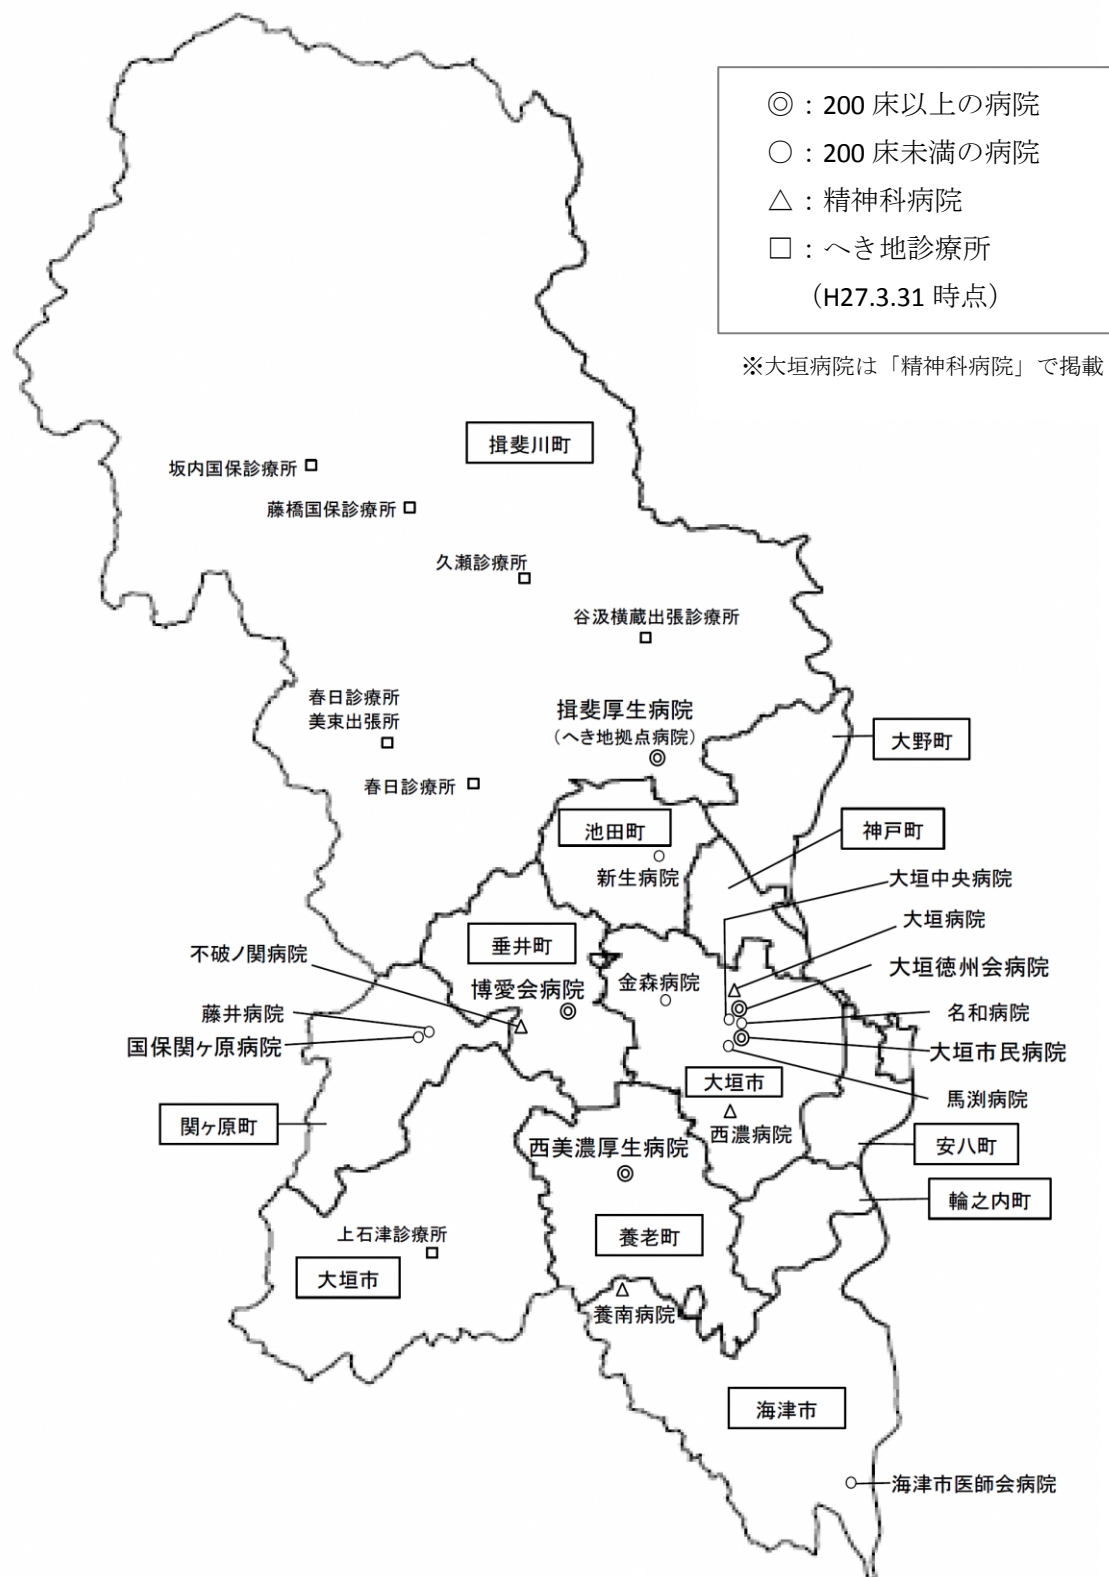 ◎：200 床以上の病院
○：200 床未満の病院
△：精神科病院
□：へき地診療所
（H27.3.31 時点）
※大垣病院は「精神科病院」で掲載
揖斐川町
坂内国保診療所
藤橋国保診療所
久瀬診療所
谷汲横蔵出張診療所
春日診療所
美束出張所
揖斐厚生病院
（へき地拠点病院）
大野町
春日診療所
池田町
神戸町
新生病院
大垣中央病院
大垣病院
垂井町
不破ノ関病院
大垣徳州会病院
金森病院
博愛会病院
藤井病院
名和病院
国保関ヶ原病院
大垣市民病院
大垣市
馬渕病院
関ヶ原町
西濃病院
安八町
西美濃厚生病院
輪之内町
上石津診療所
養老町
大垣市
養南病院
海津市
海津市医師会病院